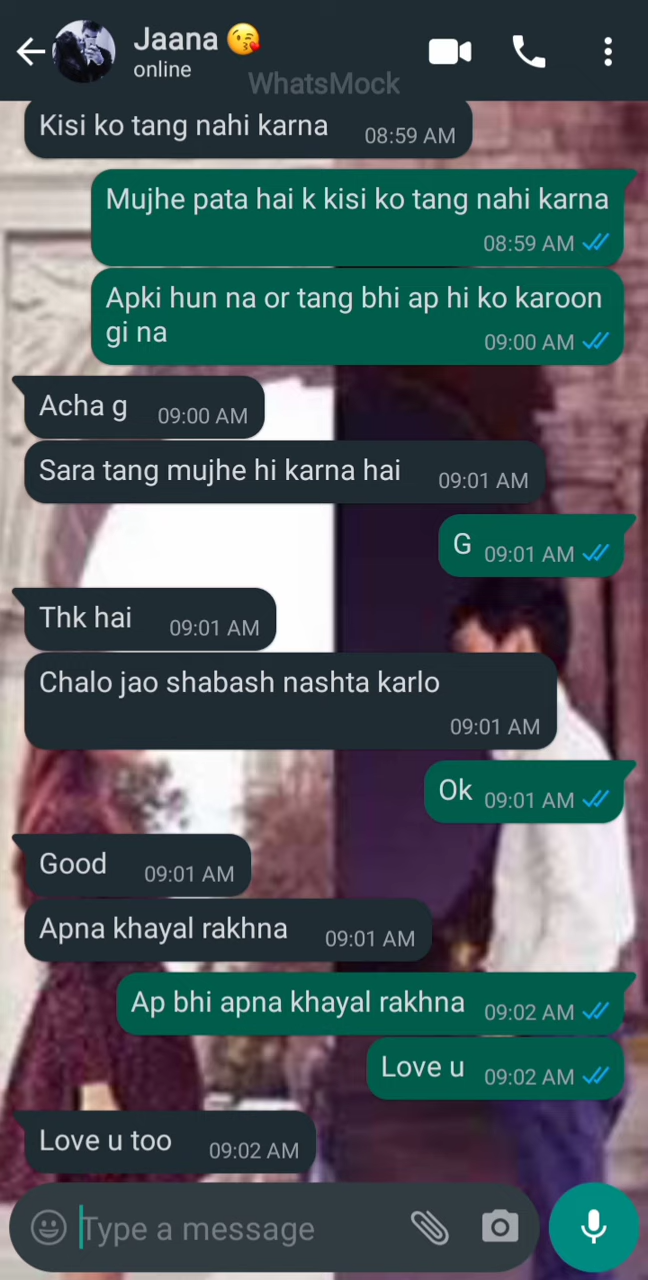 Jaana 😘
online
WhatsMock
Kisi ko tang nahi karna 08:59 AM
Mujhe pata hai k kisi ko tang nahi karna
08:59 AM
Apki hun na or tang bhi ap hi ko karoon
gi na 09:00 AM
Acha g 09:00 AM
Sara tang mujhe hi karna hai 09:01 AM
G 09:01 AM
Thk hai 09:01 AM
Chalo jao shabash nashta karlo
09:01 AM
Ok 09:01 AM
Good 09:01 AM
Apna khayal rakhna 09:01 AM
Ap bhi apna khayal rakhna 09:02 AM
Love u 09:02 AM
Love u too 09:02 AM
Type a message